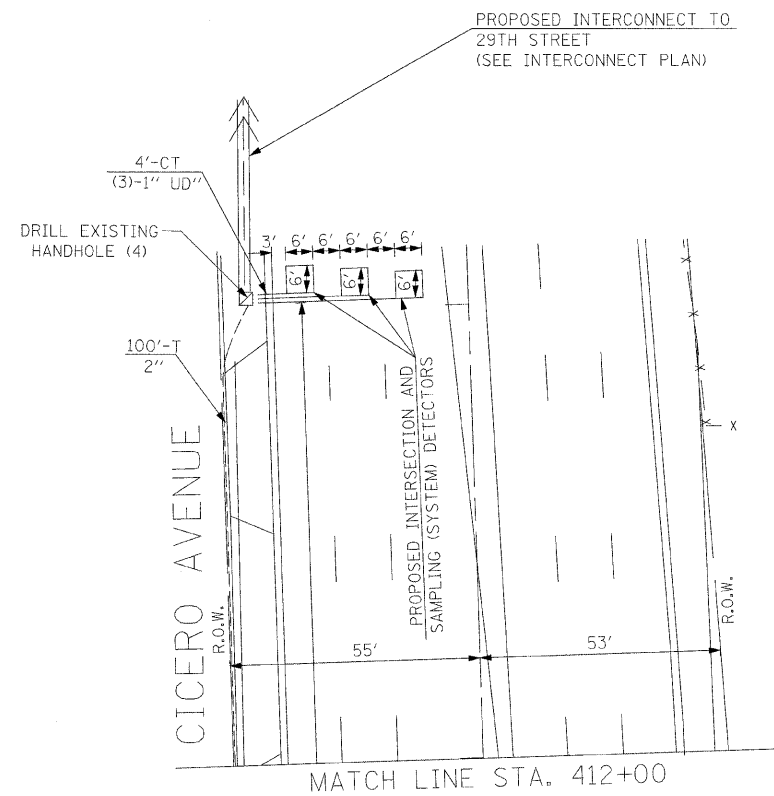 PROPOSED INTERCONNECT TO
29TH STREET
(SEE INTERCONNECT PLAN)
4'-CT
(3)-1" UD"
DRILL EXISTING
HANDHOLE (4)
3' 6' 6' 6' 6' 6'
6' 6' 6'
100'-T
2"
PROPOSED INTERSECTION AND
SAMPLING (SYSTEM) DETECTORS
CICERO AVENUE
R.O.W.
X
X
X
X X
R.O.W.
55' 53'
MATCH LINE STA. 412+00